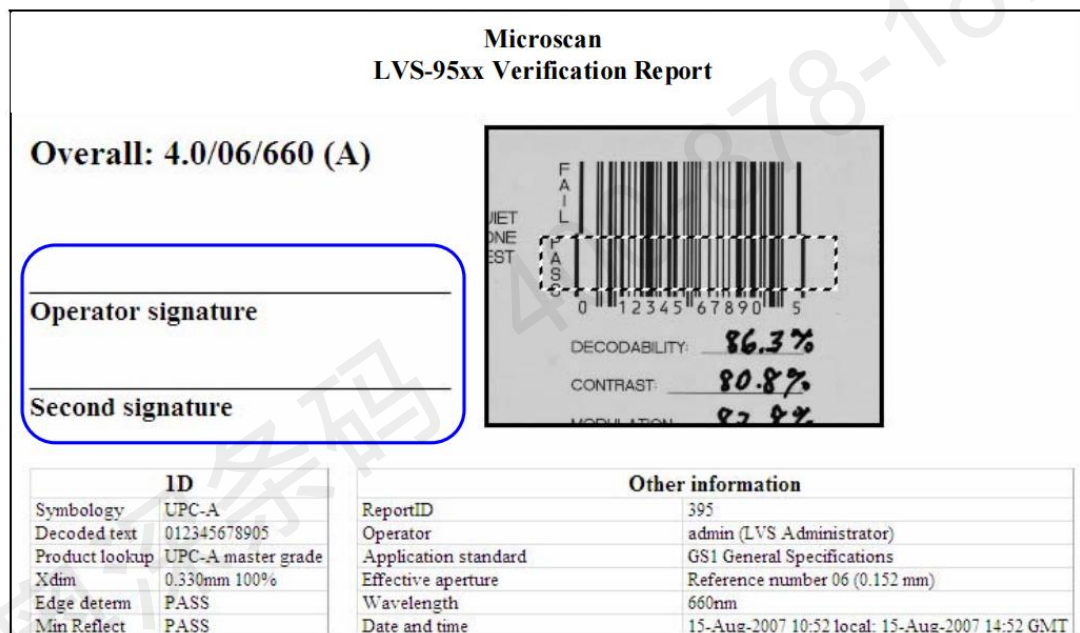 Microscan
LVS-95xx Verification Report
Overall: 4.0/06/660 (A)
FAIL
PASS
0 12345 67890 5
DECODABILITY: 86.3%
CONTRAST: 80.8%
Operator signature
Second signature
1D
Symbology UPC-A
Decoded text 012345678905
Product lookup UPC-A master grade
Xdim 0.330mm 100%
Edge determ PASS
Min Reflect PASS
Other information
ReportID 395
Operator admin (LVS Administrator)
Application standard GS1 General Specifications
Effective aperture Reference number 06 (0.152 mm)
Wavelength 660nm
Date and time 15-Aug-2007 10:52 local; 15-Aug-2007 14:52 GMT